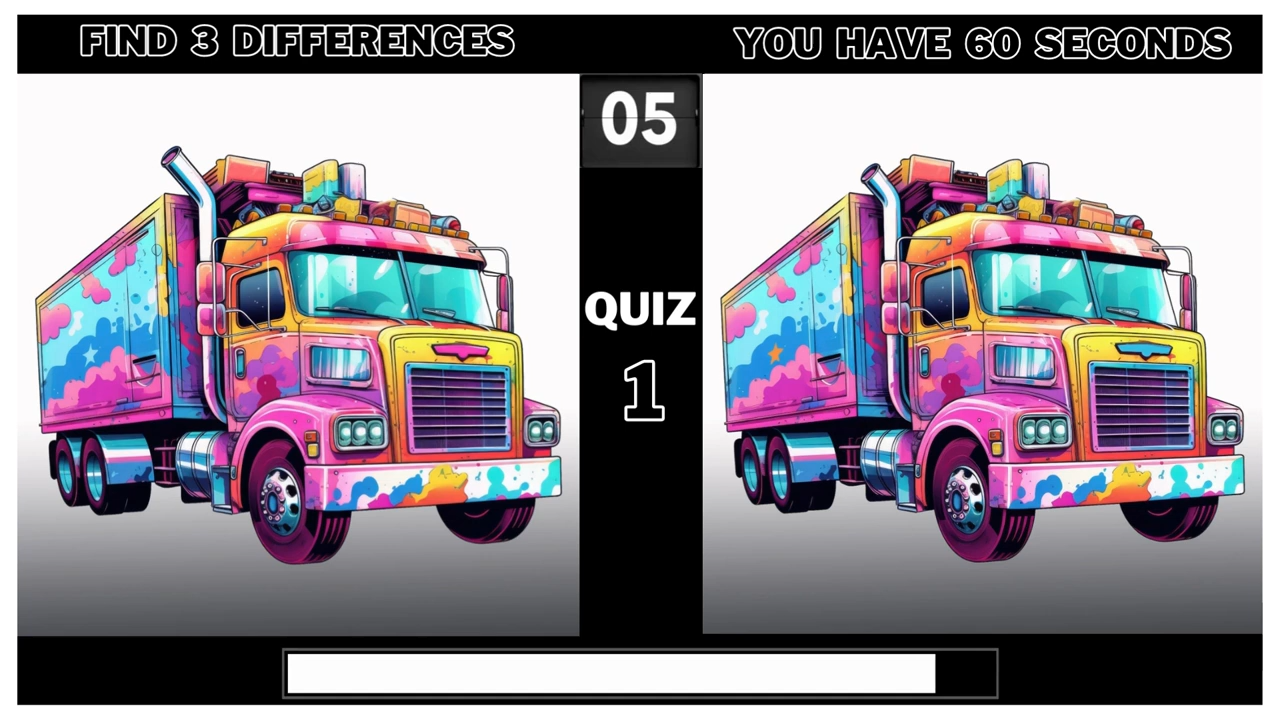 FIND 3 DIFFERENCES
YOU HAVE 60 SECONDS
05
QUIZ
1